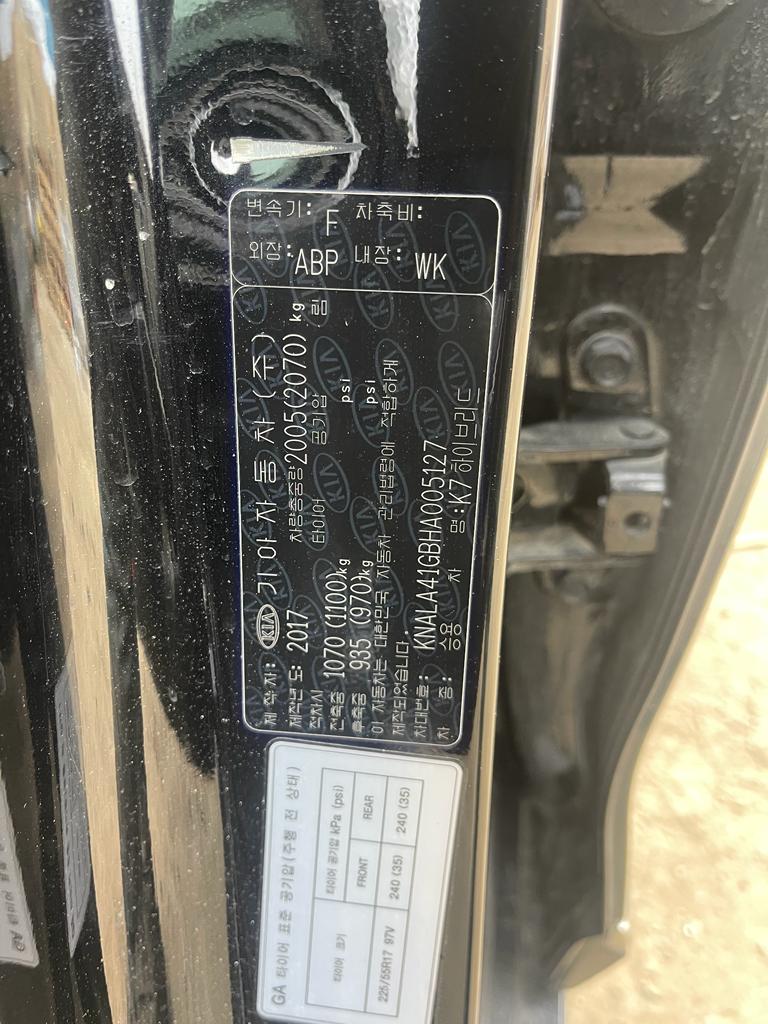 변속기: F 차축비:
외장: ABP 내장: WK
제 작 자: KIA 기 아 자 동 차 (주)
제작년도: 2017 차량총중량 2005(2070) kg
적차시 타이어 공기압 림
전축중 1070 (1100)kg psi
후축중 935 (970)kg psi
이 자동차는 대한민국 자동차 관리법령에 적합하게
제작되었습니다.
차대번호: KNALA41GBHA005127
차 종: 승용 차 명: K7하이브리드
GA 타이어 표준 공기압(주행 전 상태)
타이어 크기 타이어 공기압 kPa (psi)
FRONT REAR
225/55R17 97V 240 (35) 240 (35)